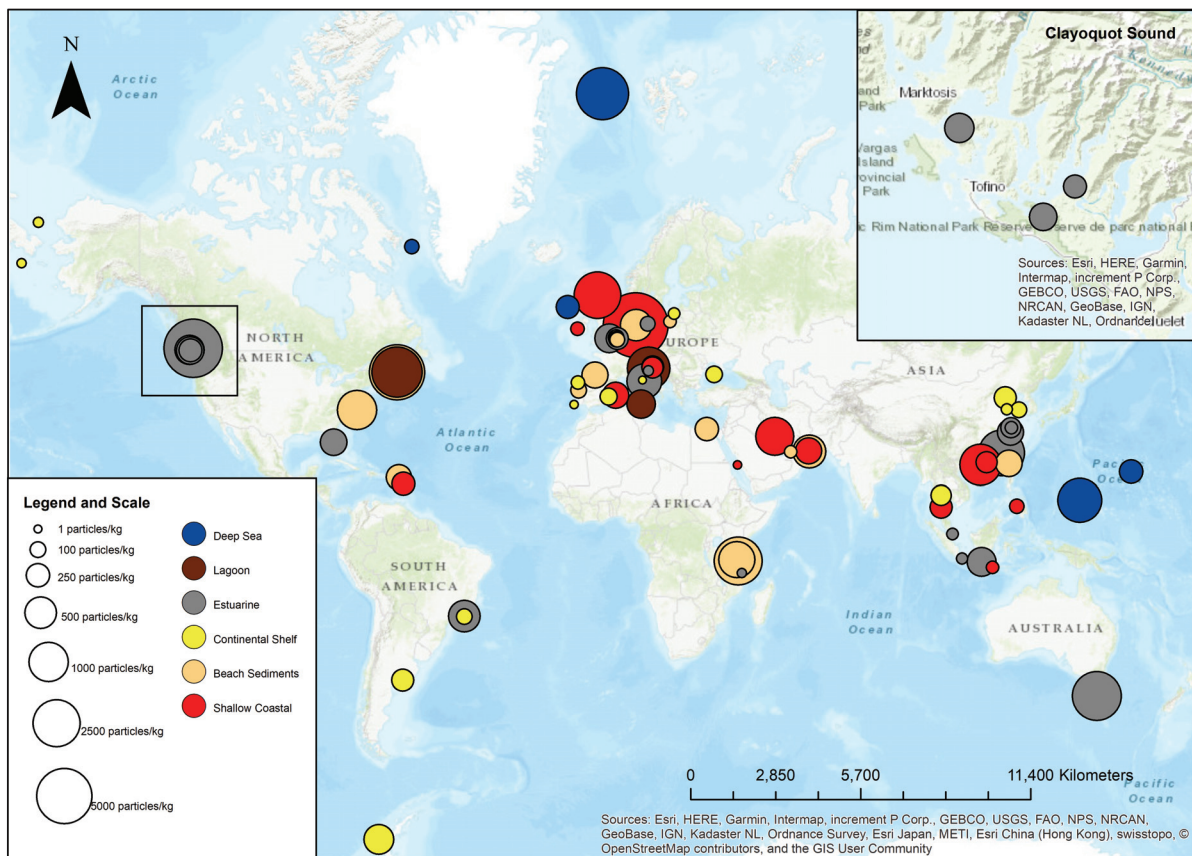 N
Arctic
Ocean
NORTH
AMERICA
Atlantic
Ocean
EUROPE
ASIA
AFRICA
SOUTH
AMERICA
Indian
Ocean
AUSTRALIA
Pacific
Pacific
Ocean
Clayoquot Sound
Marktosis
Vargas
Island
rovincial
Park
Tofino
ic Rim National Park Réserve
Sources: Esri, HERE, Garmin,
Intermap, increment P Corp.,
GEBCO, USGS, FAO, NPS,
NRCAN, GeoBase, IGN,
Kadaster NL, Ordnance
Legend and Scale
1 particles/kg
100 particles/kg
250 particles/kg
500 particles/kg
1000 particles/kg
2500 particles/kg
5000 particles/kg
Deep Sea
Lagoon
Estuarine
Continental Shelf
Beach Sediments
Shallow Coastal
0 2,850 5,700 11,400 Kilometers
Sources: Esri, HERE, Garmin, Intermap, increment P Corp., GEBCO, USGS, FAO, NPS, NRCAN,
GeoBase, IGN, Kadaster NL, Ordnance Survey, Esri Japan, METI, Esri China (Hong Kong), swisstopo, ©
OpenStreetMap contributors, and the GIS User Community